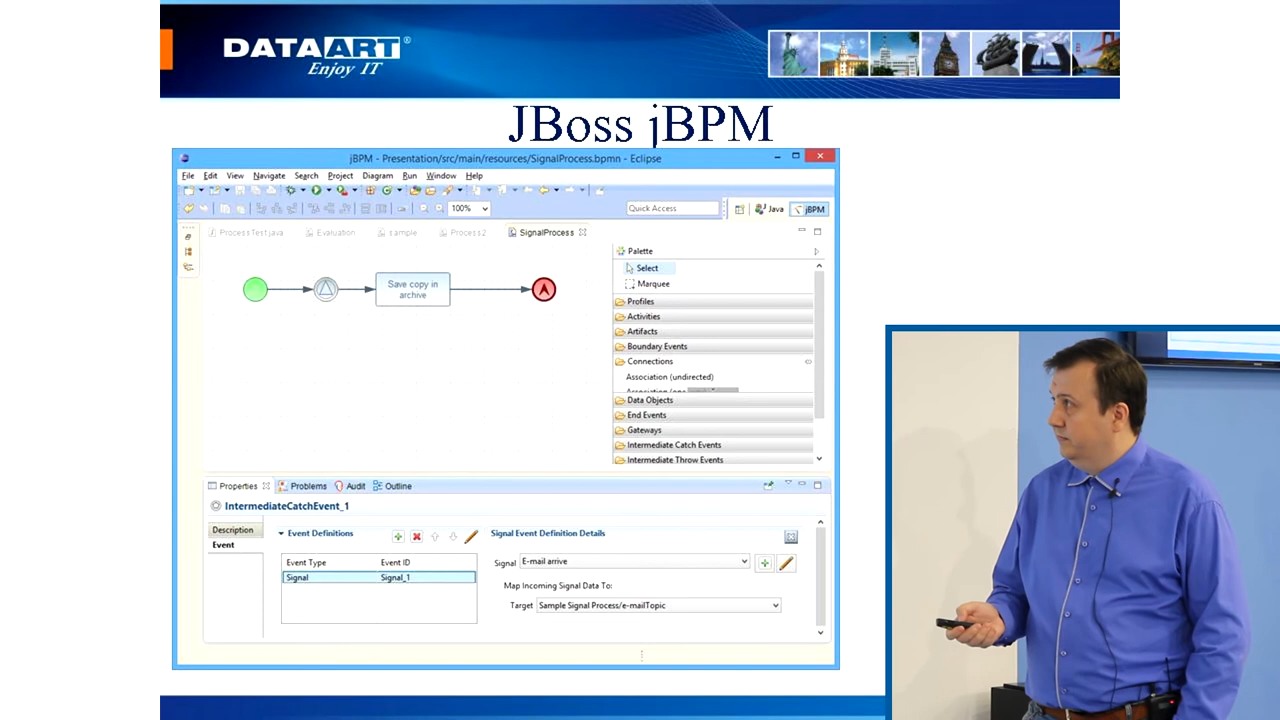 DATAART®
Enjoy IT
JBoss jBPM
jBPM - Presentation/src/main/resources/SignalProcess.bpmn - Eclipse
File Edit View Navigate Search Project Diagram Run Window Help
100% Quick Access Java jBPM
ProcessTest.java Evaluation sample Process2 SignalProcess
Palette
Select
Marquee
Profiles
Activities
Artifacts
Boundary Events
Connections
Association (undirected)
Data Objects
End Events
Gateways
Intermediate Catch Events
Intermediate Throw Events
Save copy in
archive
Properties Problems Audit Outline
IntermediateCatchEvent_1
Description
Event
Event Definitions
Event Type Event ID
Signal Signal_1
Signal Event Definition Details
Signal E-mail arrive
Map Incoming Signal Data To:
Target Sample Signal Process/e-mailTopic